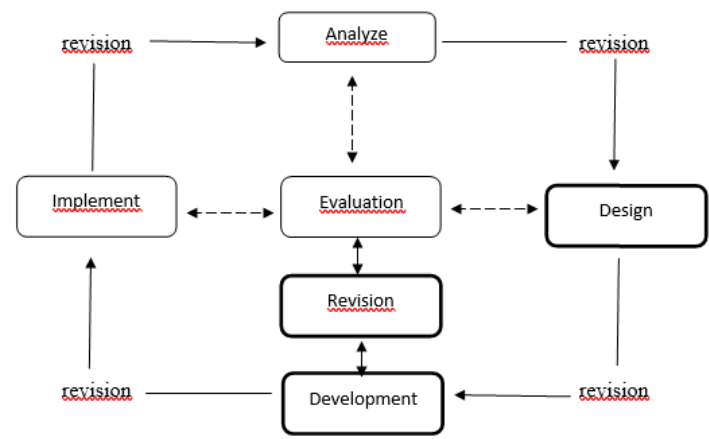 revision
Analyze
revision
Implement
Evaluation
Design
Revision
revision
Development
revision